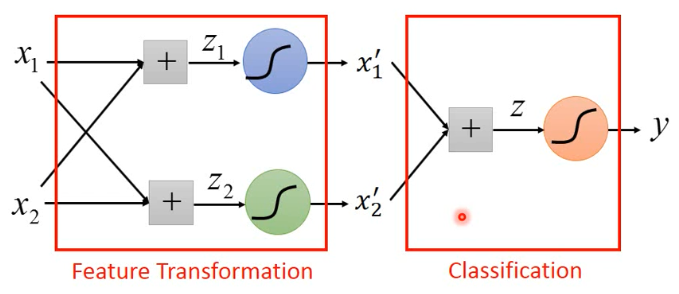 x₁ + z₁ x′₁
+ z y
x₂ + z₂ x′₂
Feature Transformation Classification